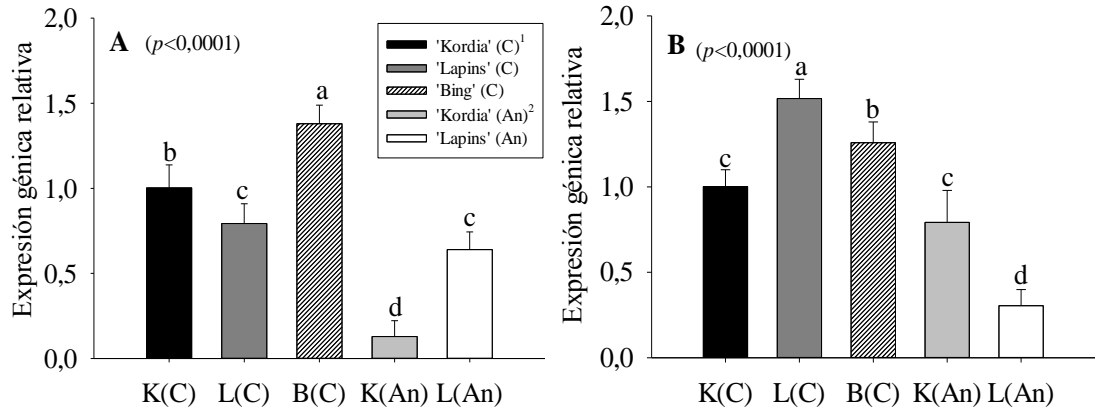 Expresión génica relativa
2,0
1,5
1,0
0,5
0,0
A (p<0,0001)
'Kordia' (C)¹
'Lapins' (C)
'Bing' (C)
'Kordia' (An)²
'Lapins' (An)
b
c
a
d
c
K(C) L(C) B(C) K(An) L(An)
Expresión génica relativa
2,0
1,5
1,0
0,5
0,0
B (p<0,0001)
c
a
b
c
d
K(C) L(C) B(C) K(An) L(An)